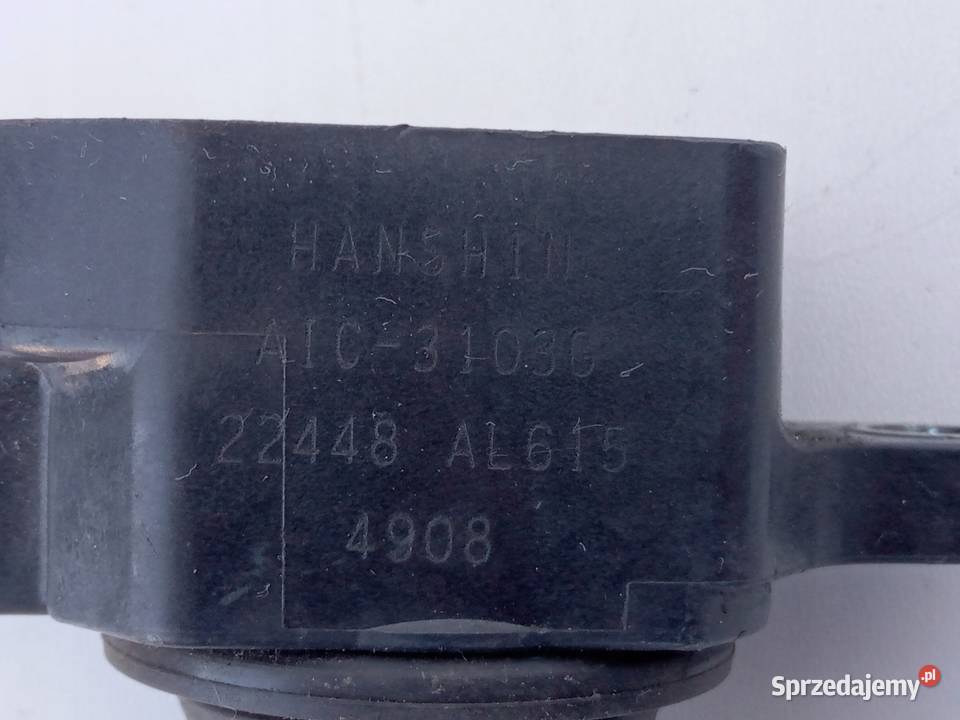 HANSHIN
AIC-3103G
22448 AL615
4908
Sprzedajemy.pl